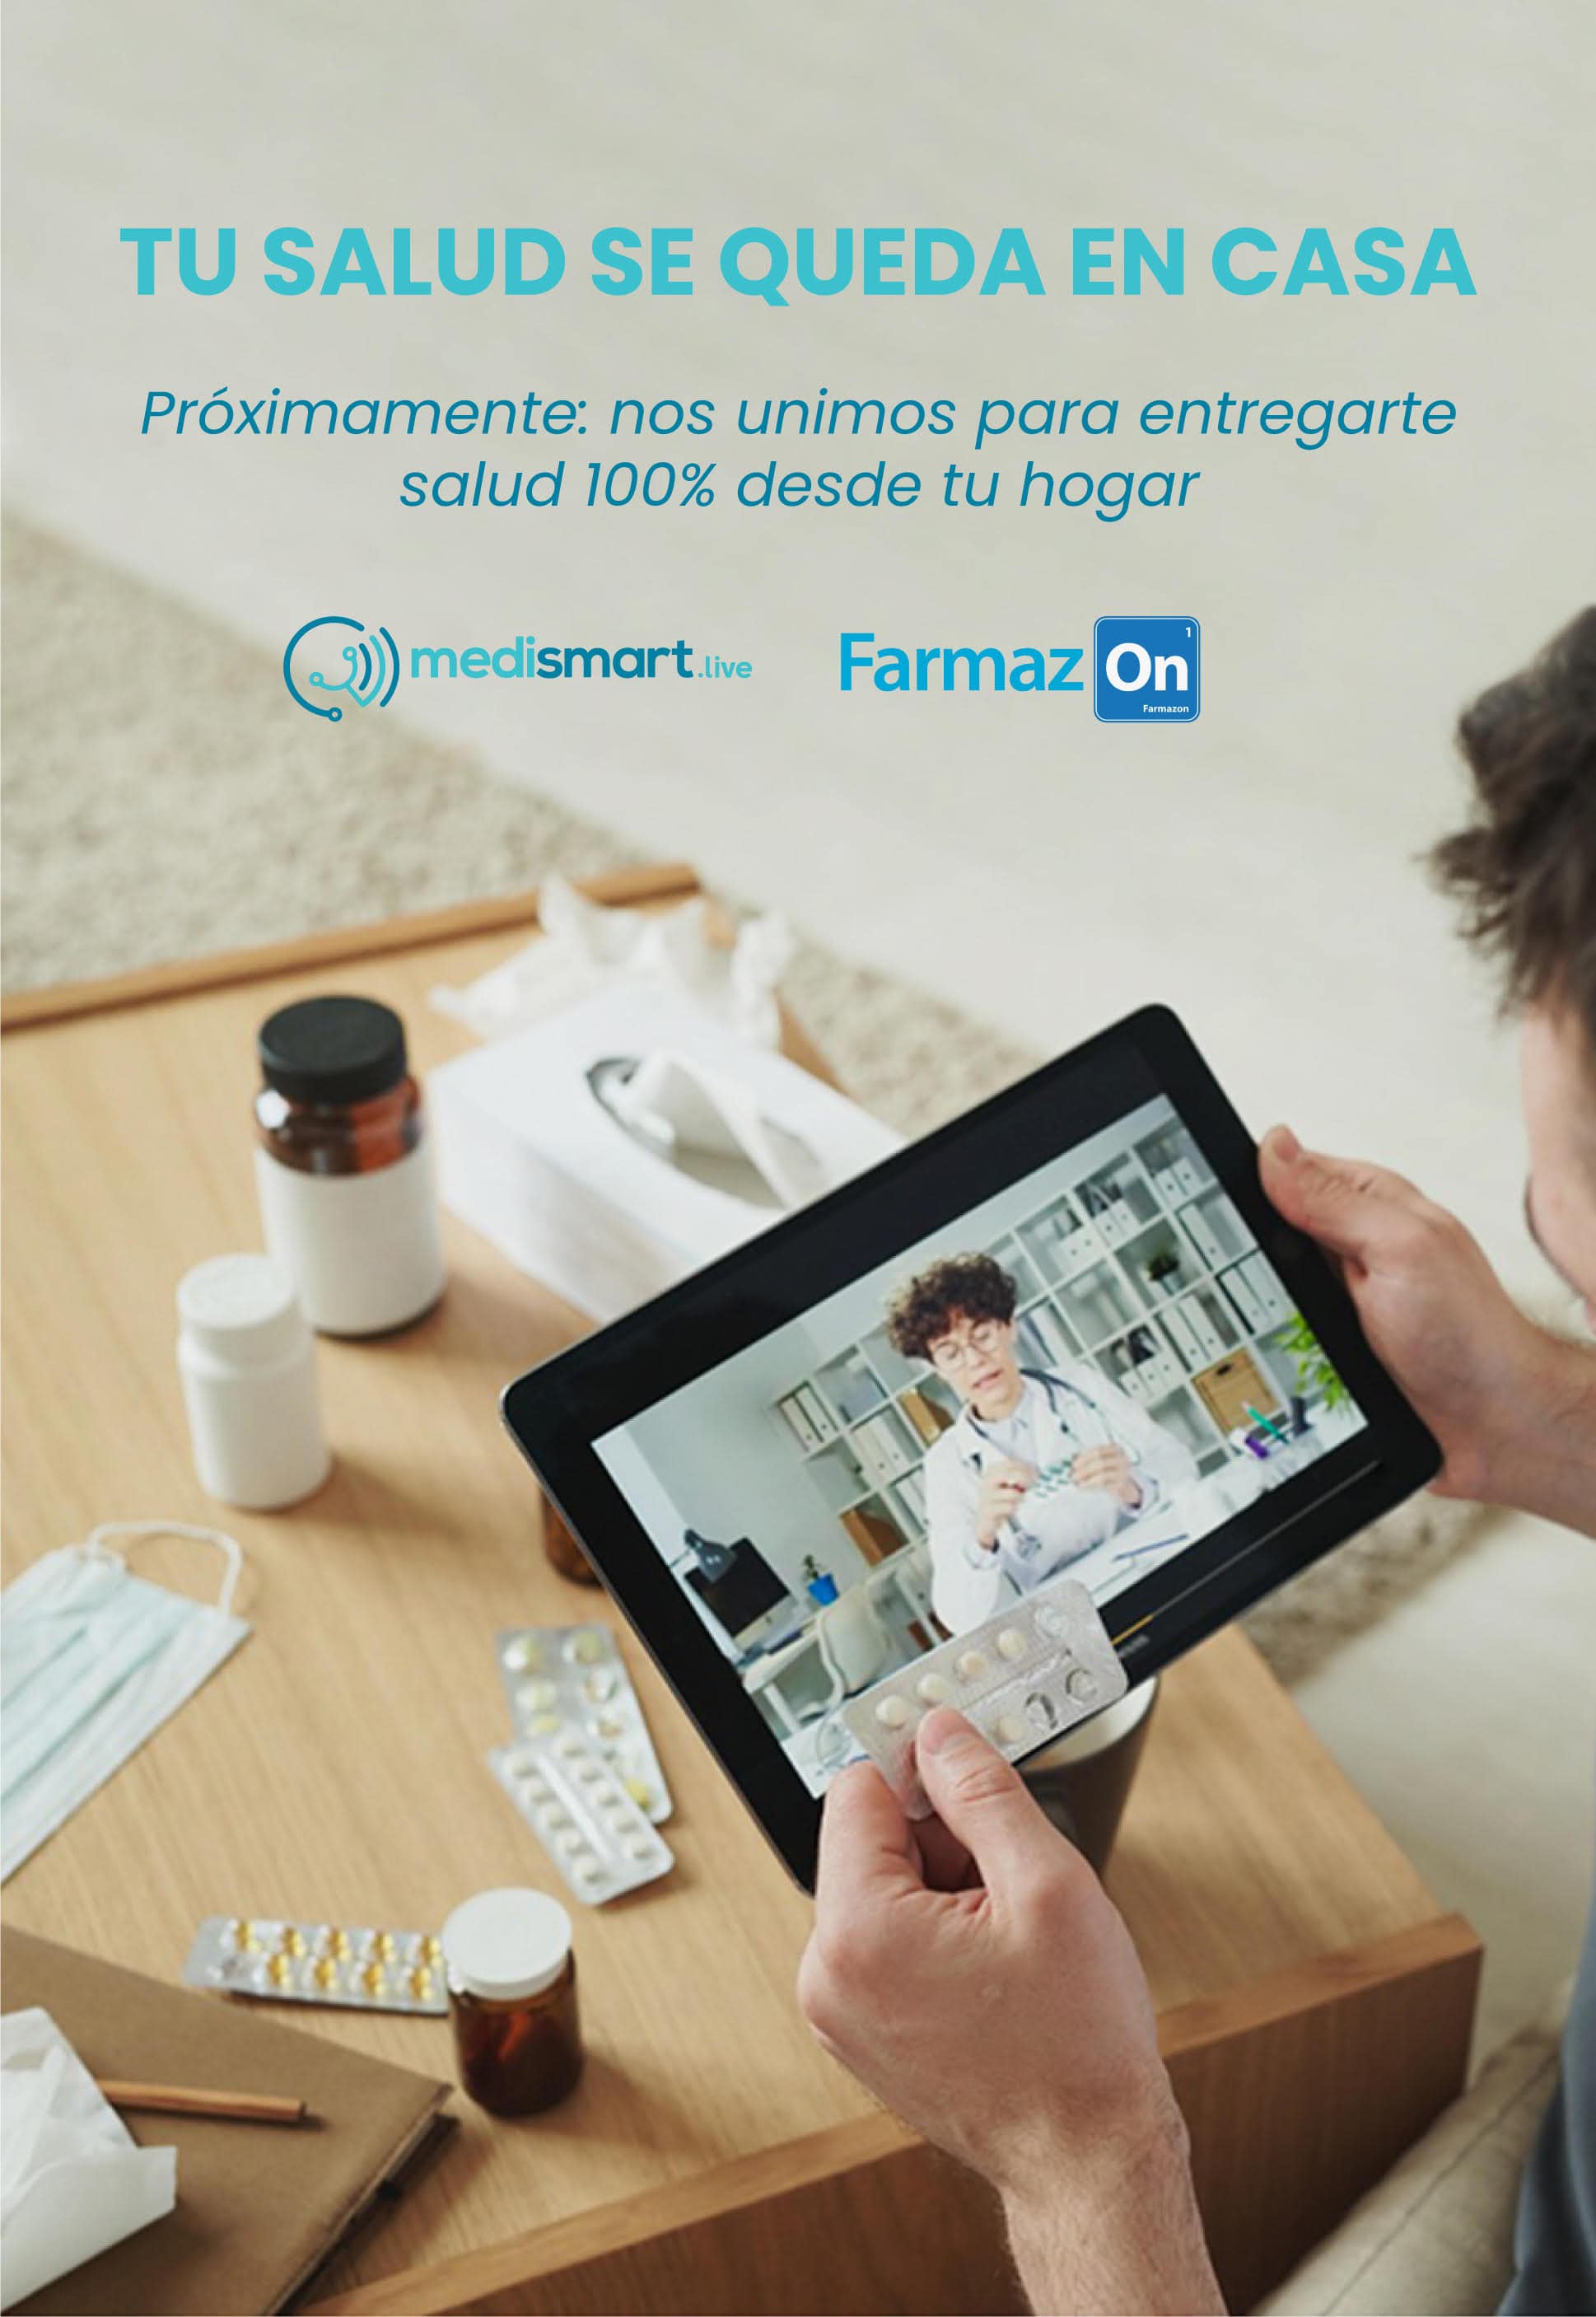 TU SALUD SE QUEDA EN CASA
Próximamente: nos unimos para entregarte
salud 100% desde tu hogar
medismart.live
Farmaz On
1
Farmazon